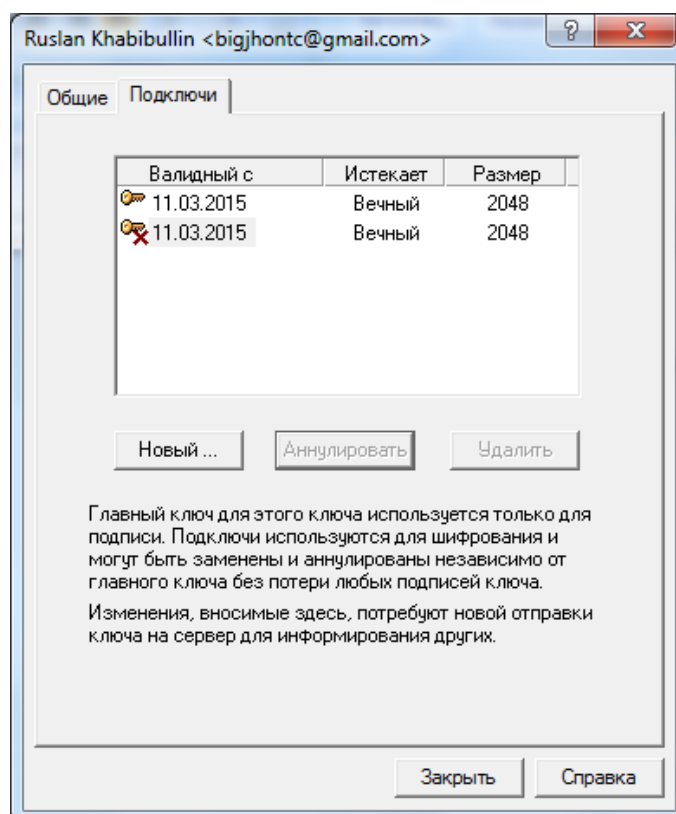 Ruslan Khabibullin <bigjhontc@gmail.com>
? X
Общие Подключи
Валидный с Истекает Размер
11.03.2015 Вечный 2048
11.03.2015 Вечный 2048
Новый ... Аннулировать Удалить
Главный ключ для этого ключа используется только для
подписи. Подключи используются для шифрования и
могут быть заменены и аннулированы независимо от
главного ключа без потери любых подписей ключа.
Изменения, вносимые здесь, потребуют новой отправки
ключа на сервер для информирования других.
Закрыть Справка